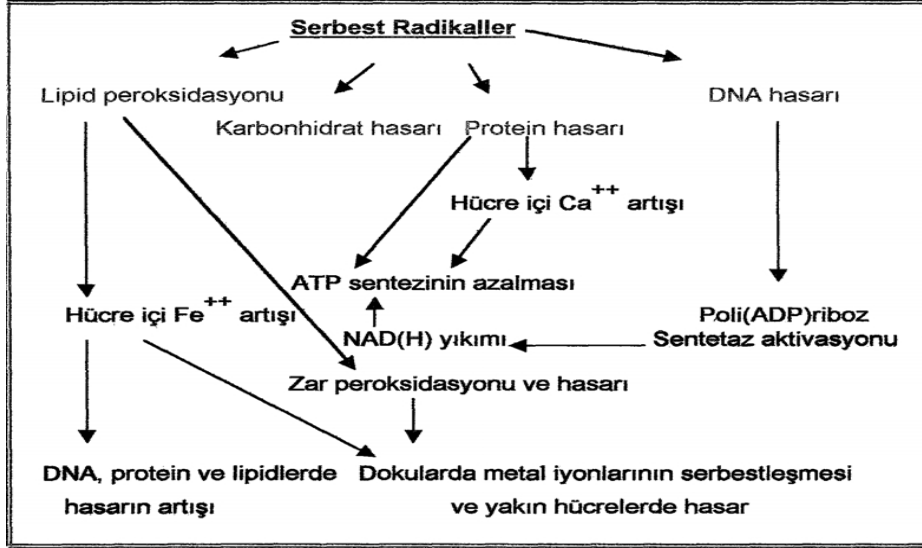 Serbest Radikaller
Lipid peroksidasyonu
DNA hasarı
Karbonhidrat hasarı
Protein hasarı
Hücre içi Ca++ artışı
ATP sentezinin azalması
Hücre içi Fe++ artışı
Poli(ADP)riboz
Sentetaz aktivasyonu
NAD(H) yıkımı
Zar peroksidasyonu ve hasarı
DNA, protein ve lipidlerde
hasarın artışı
Dokularda metal iyonlarının serbestleşmesi
ve yakın hücrelerde hasar